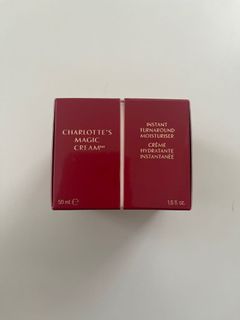 CHARLOTTE'S
MAGIC
CREAM
50 ml ℮
INSTANT
TURNAROUND
MOISTURISER
CRÈME
HYDRATANTE
INSTANTANÉE
1.6 fl. oz.